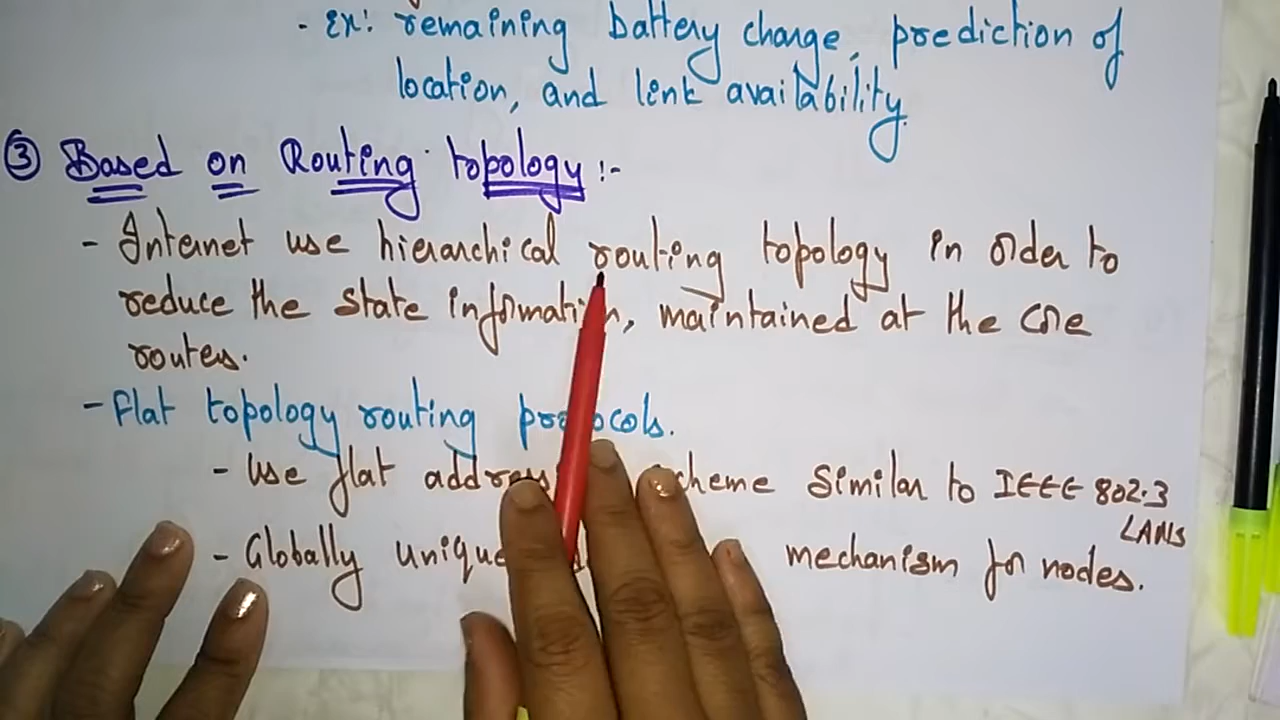 - Ex: remaining battery charge, prediction of
location, and link availability.
③ Based on Routing topology :-
- Internet use hierarchical routing topology in order to
reduce the state information, maintained at the core
routes.
- Flat topology routing protocols.
- Use flat scheme Similar to IEEE 802.3
LANS
- Globally unique mechanism for nodes.